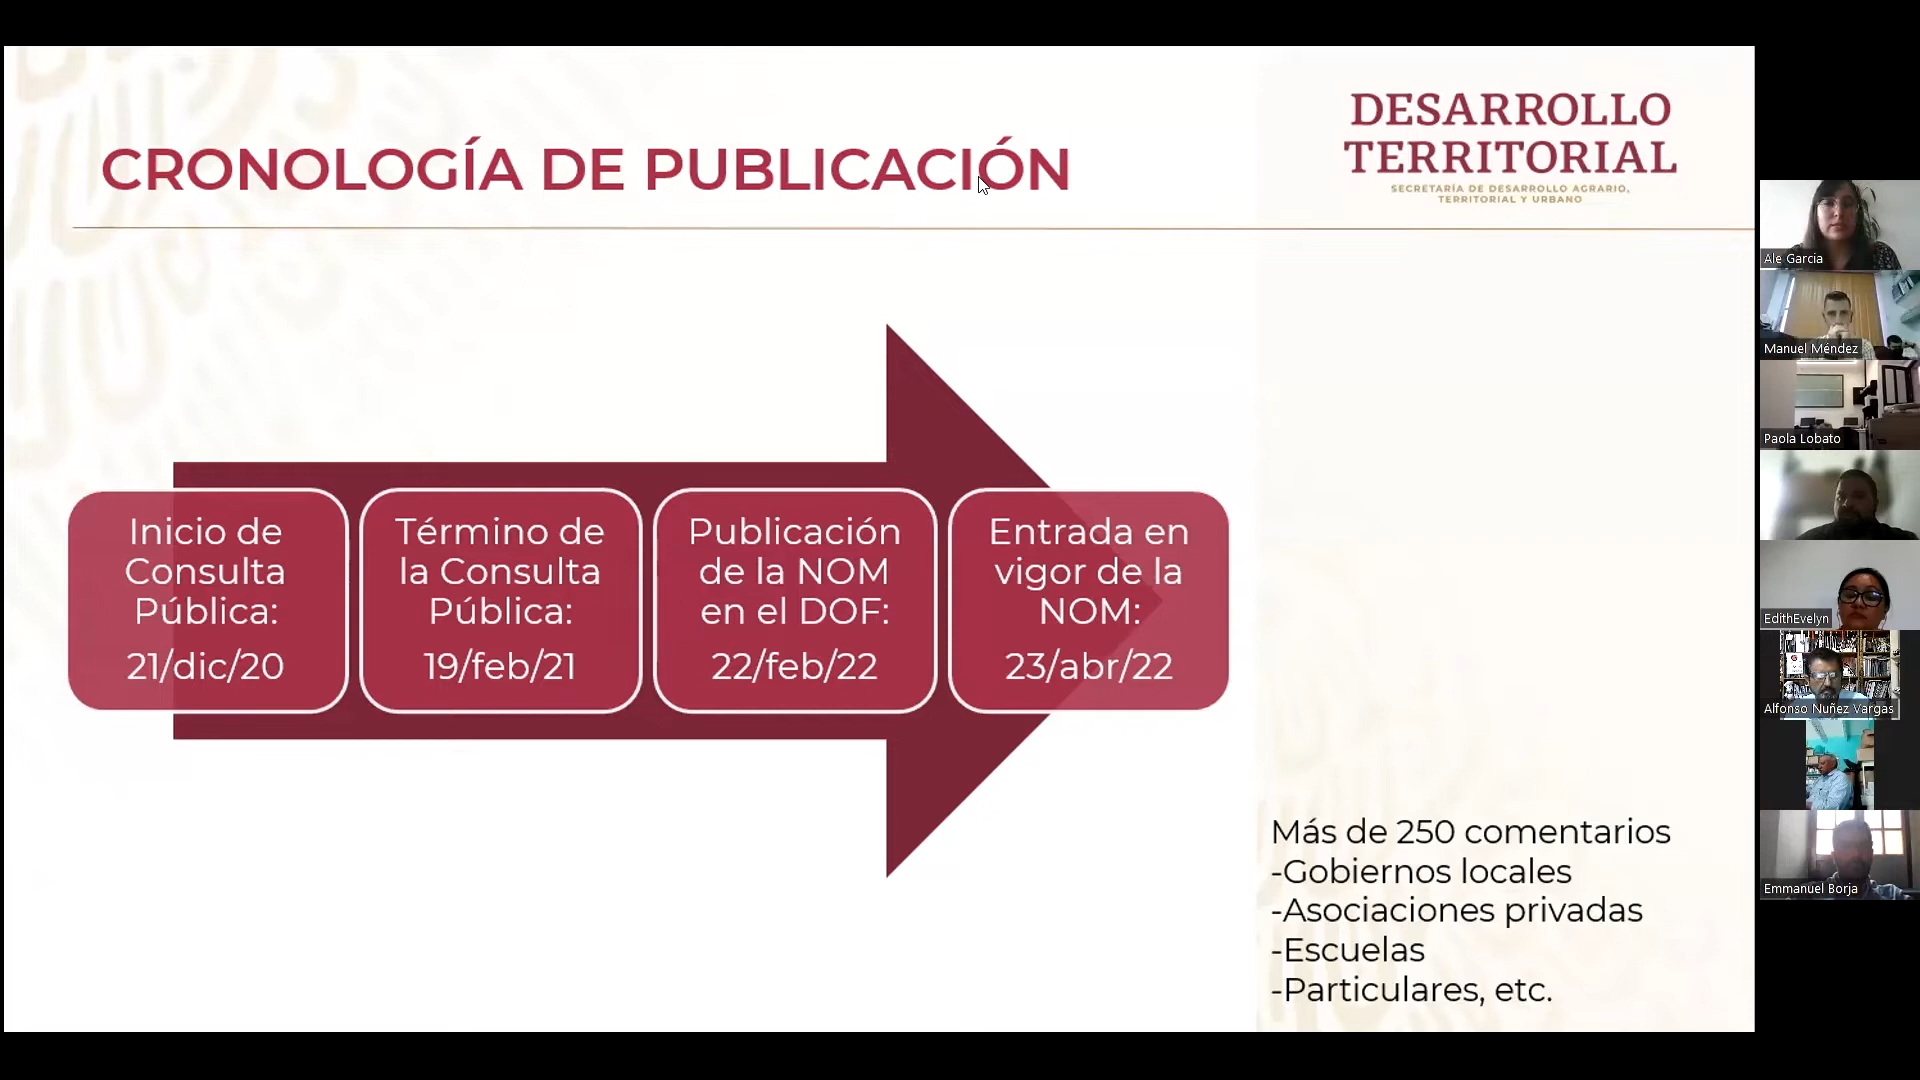 DESARROLLO
TERRITORIAL
SECRETARÍA DE DESARROLLO AGRARIO,
TERRITORIAL Y URBANO
CRONOLOGÍA DE PUBLICACIÓN
Inicio de
Consulta
Pública:
21/dic/20
Término de
la Consulta
Pública:
19/feb/21
Publicación
de la NOM
en el DOF:
22/feb/22
Entrada en
vigor de la
NOM:
23/abr/22
Más de 250 comentarios
-Gobiernos locales
-Asociaciones privadas
-Escuelas
-Particulares, etc.
Ale Garcia
Manuel Méndez
Paola Lobato
EdithEvelyn
Alfonso Nuñez Vargas
Emmanuel Borja